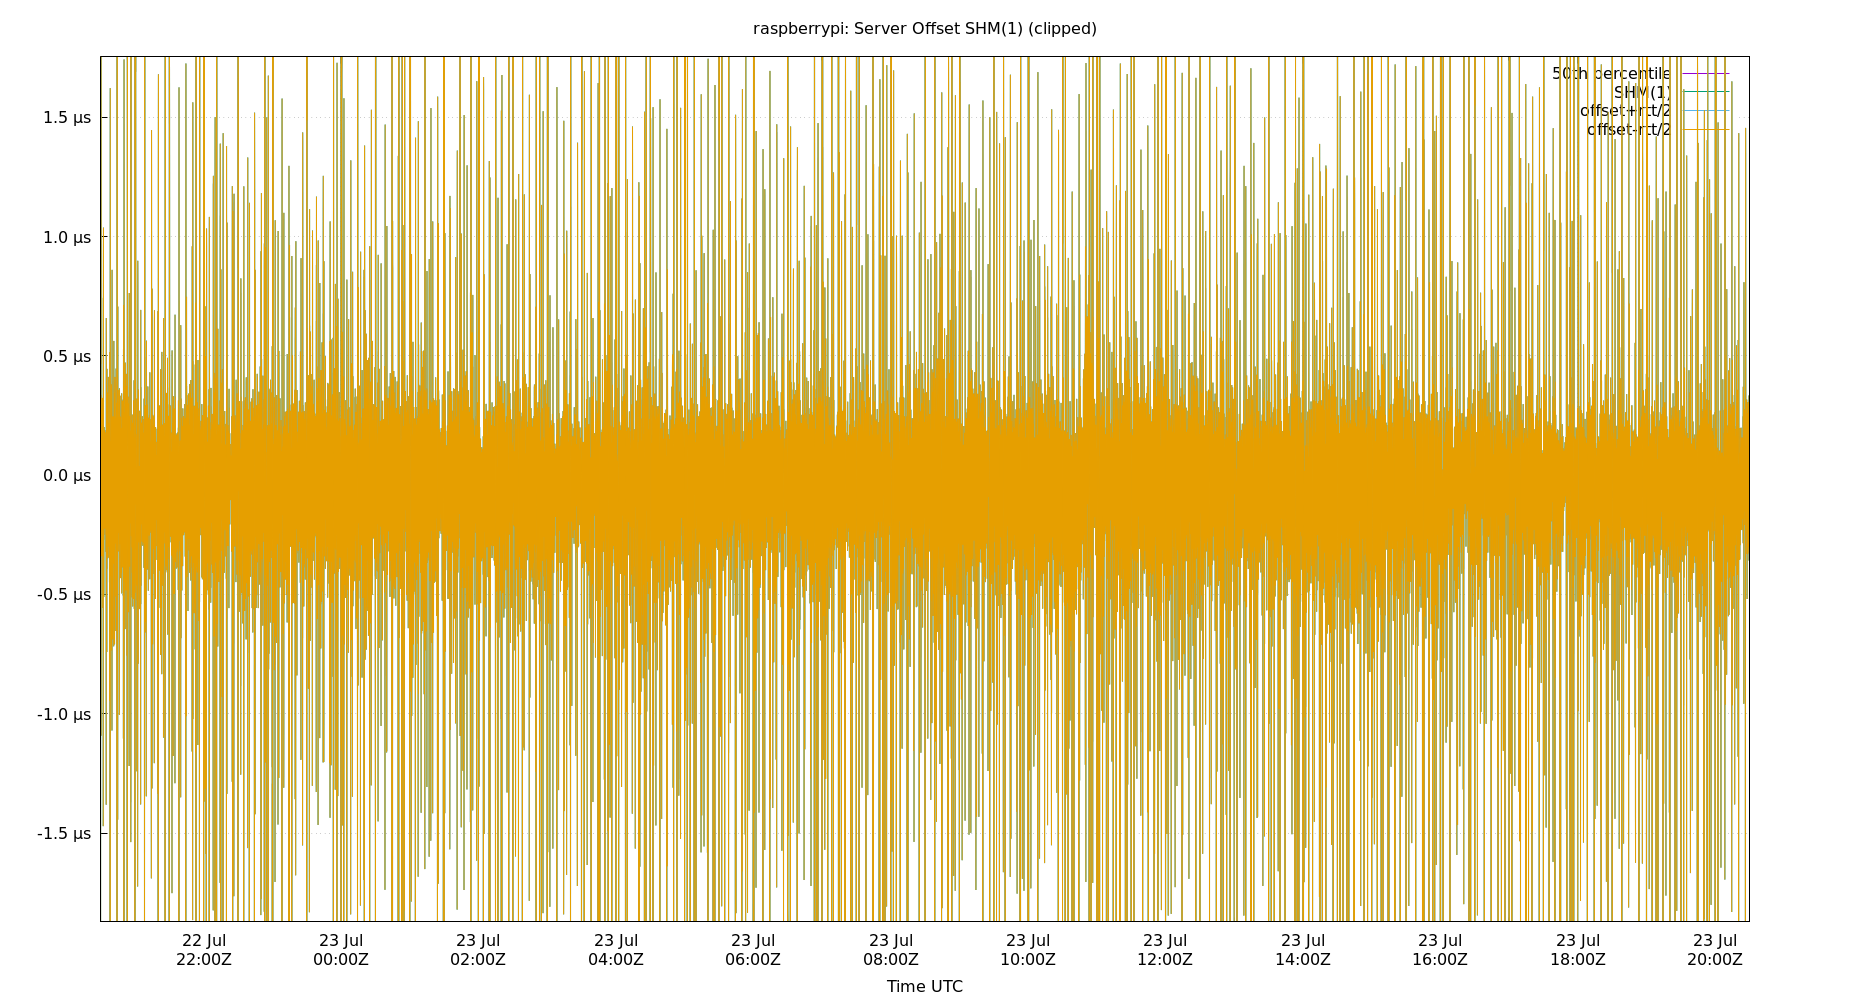 raspberrypi: Server Offset SHM(1) (clipped)
50th percentile
SHM(1)
offset+rtt/2
offset-rtt/2
1.5 µs
1.0 µs
0.5 µs
0.0 µs
-0.5 µs
-1.0 µs
-1.5 µs
22 Jul 23 Jul 23 Jul 23 Jul 23 Jul 23 Jul 23 Jul 23 Jul 23 Jul 23 Jul 23 Jul 23 Jul
22:00Z 00:00Z 02:00Z 04:00Z 06:00Z 08:00Z 10:00Z 12:00Z 14:00Z 16:00Z 18:00Z 20:00Z
Time UTC